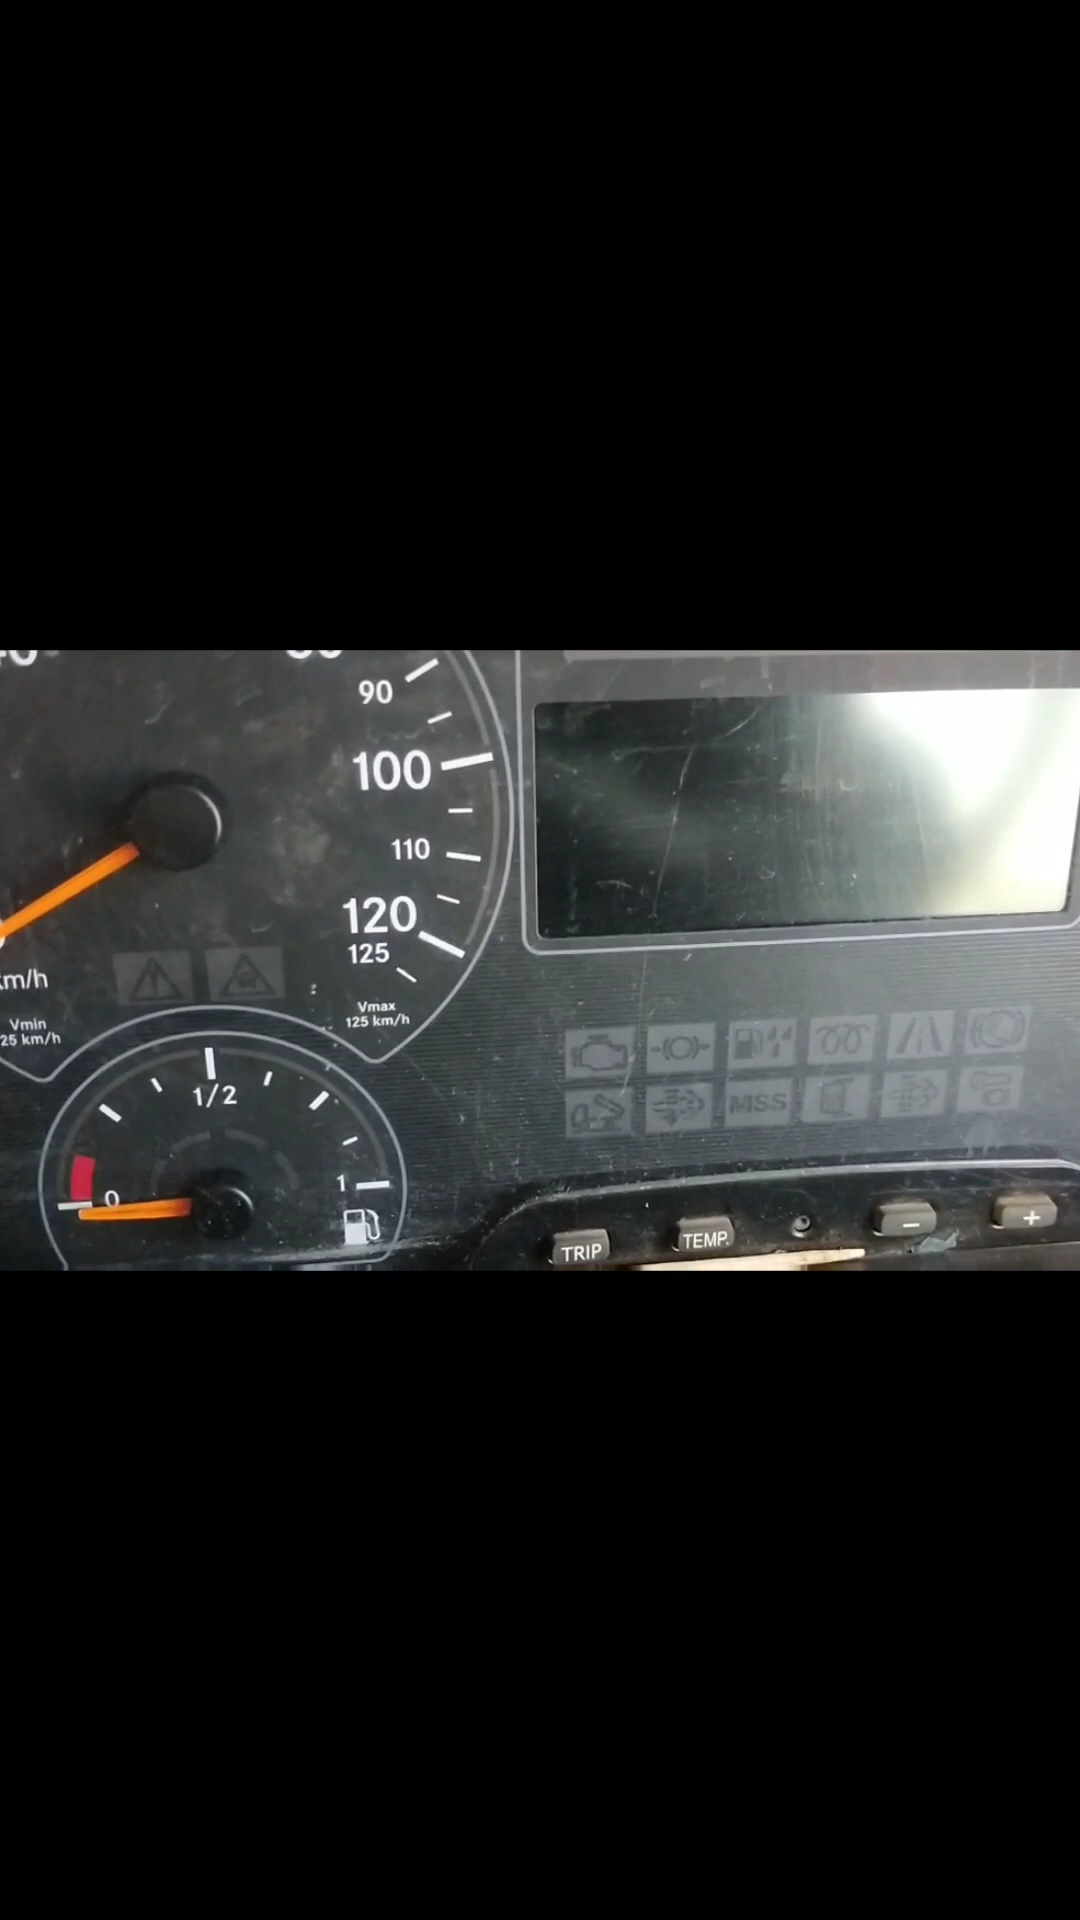 90
100
110
120
125
km/h
Vmin
25 km/h
Vmax
125 km/h
1/2
0
1
MSS
TRIP
TEMP.
-
+